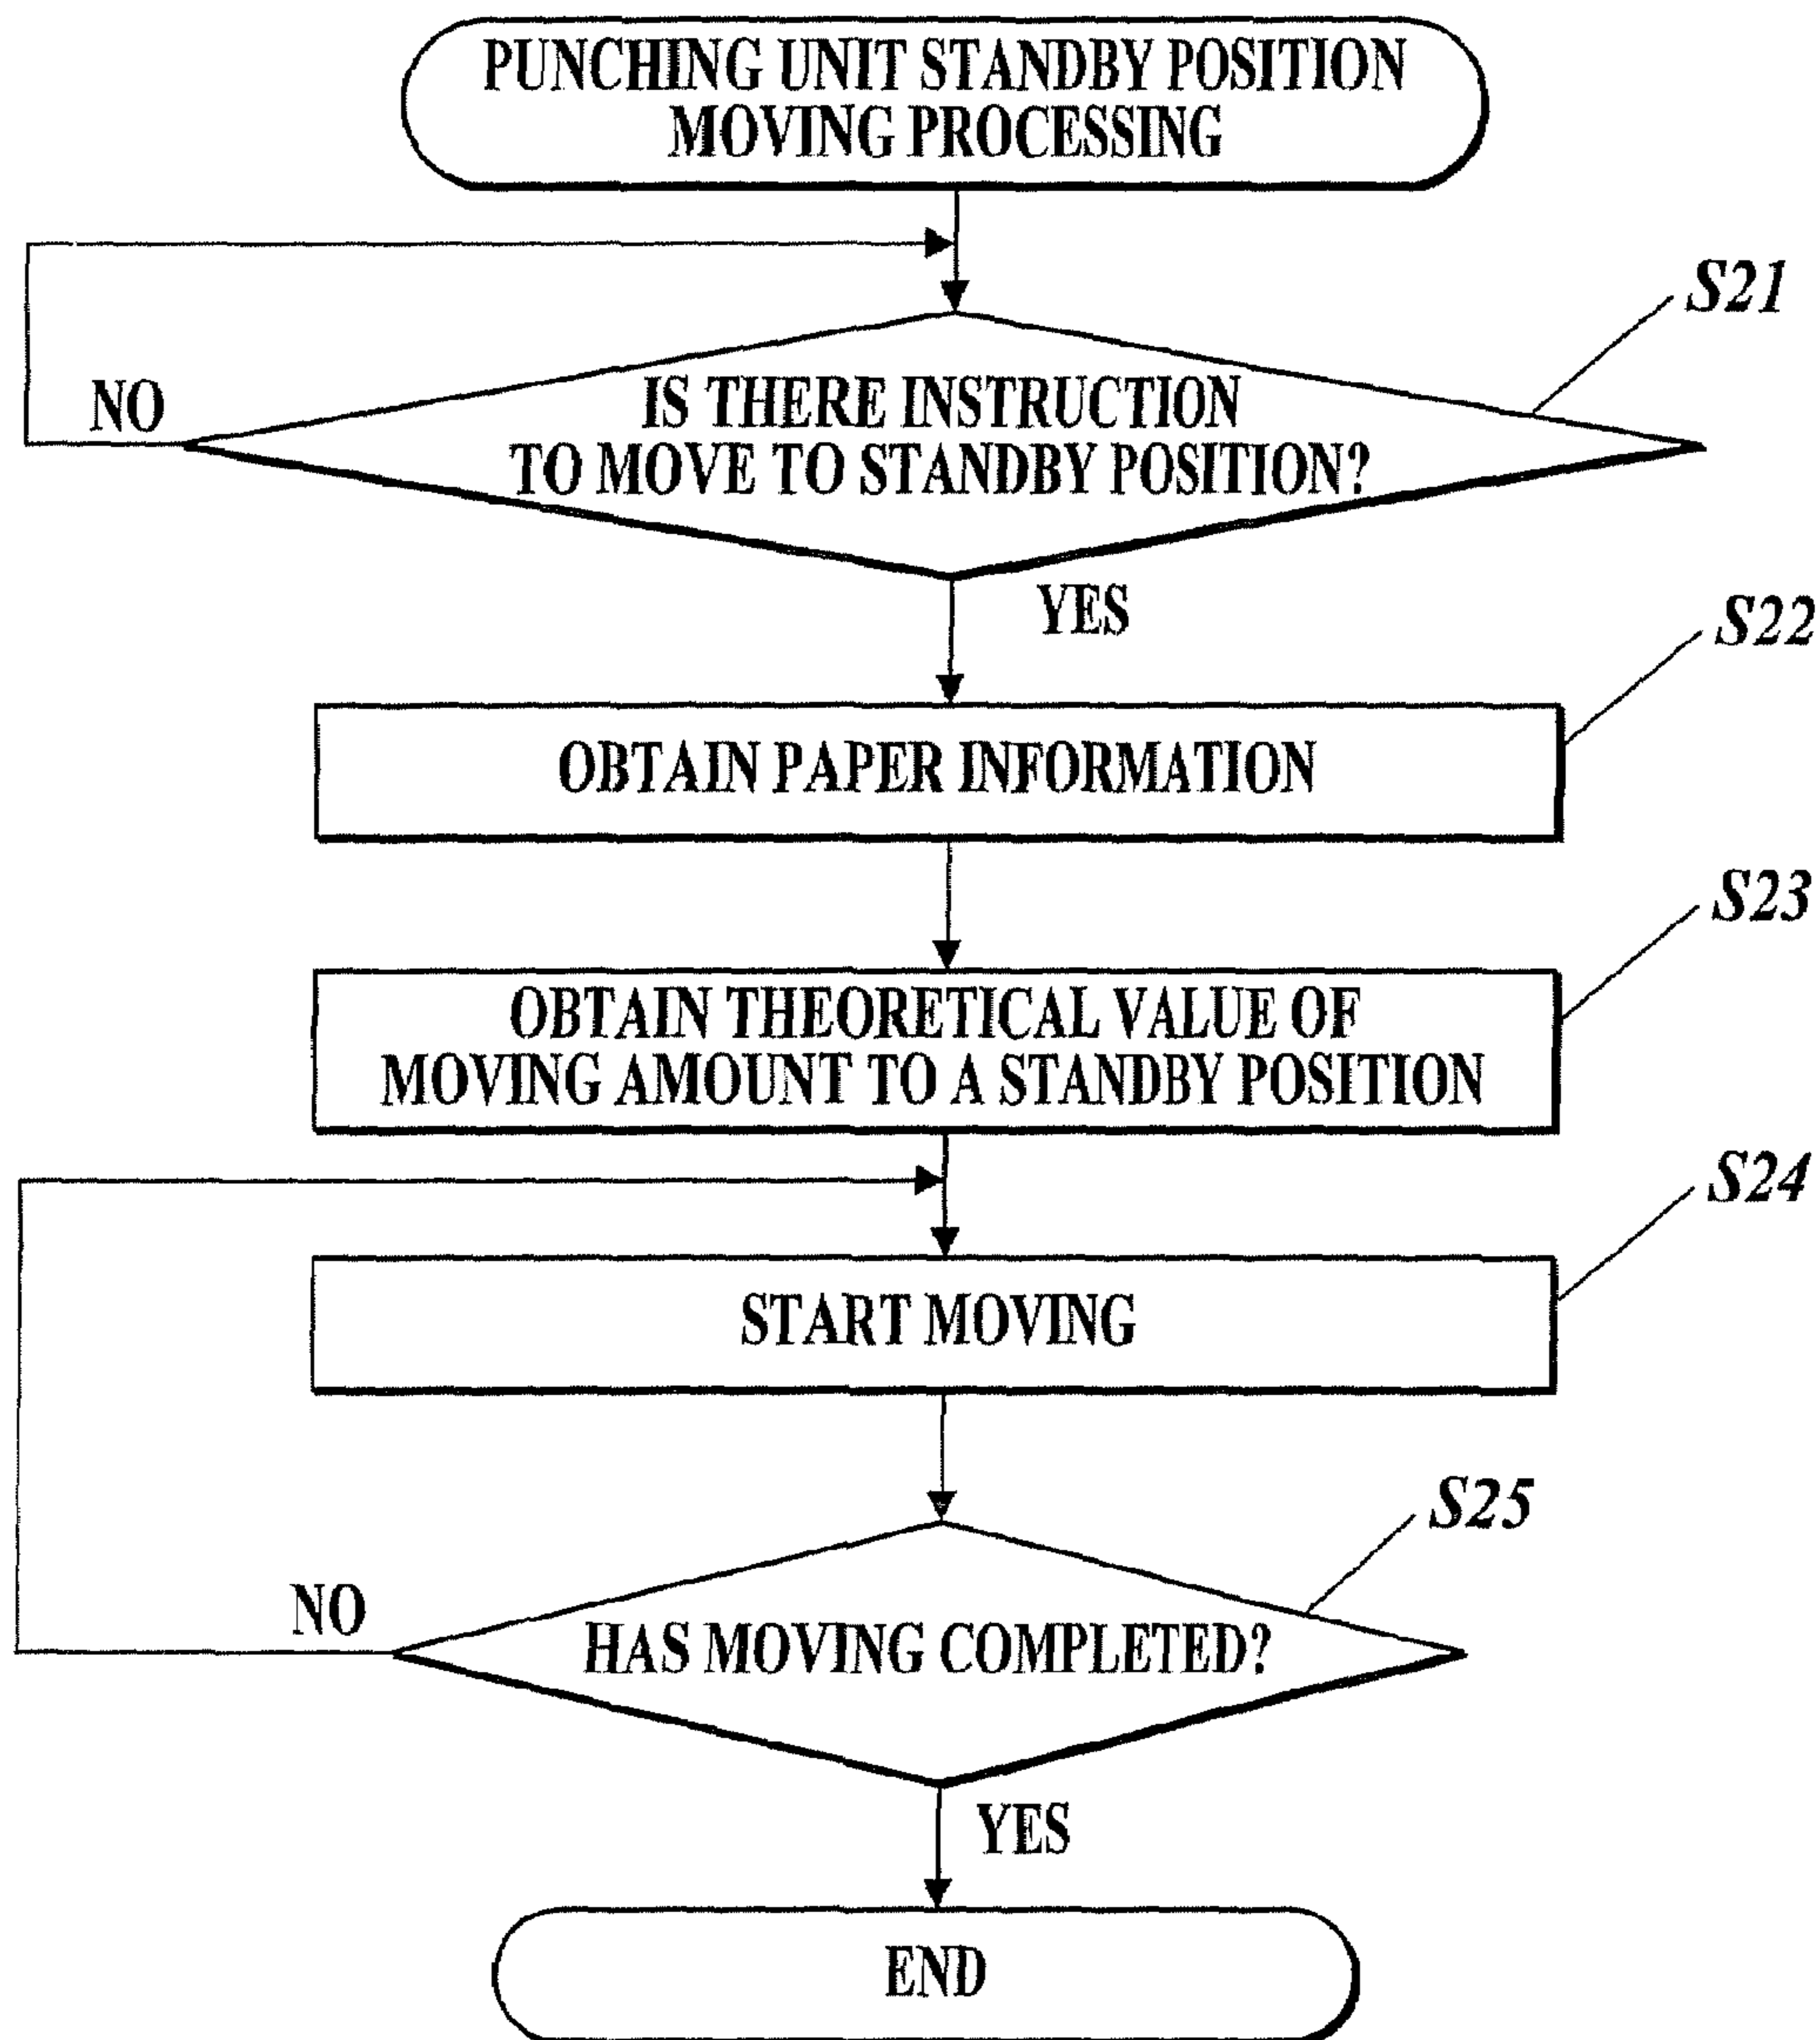 PUNCHING UNIT STANDBY POSITION
MOVING PROCESSING
S21
IS THERE INSTRUCTION
TO MOVE TO STANDBY POSITION?
NO
YES
S22
OBTAIN PAPER INFORMATION
S23
OBTAIN THEORETICAL VALUE OF
MOVING AMOUNT TO A STANDBY POSITION
S24
START MOVING
S25
NO
HAS MOVING COMPLETED?
YES
END